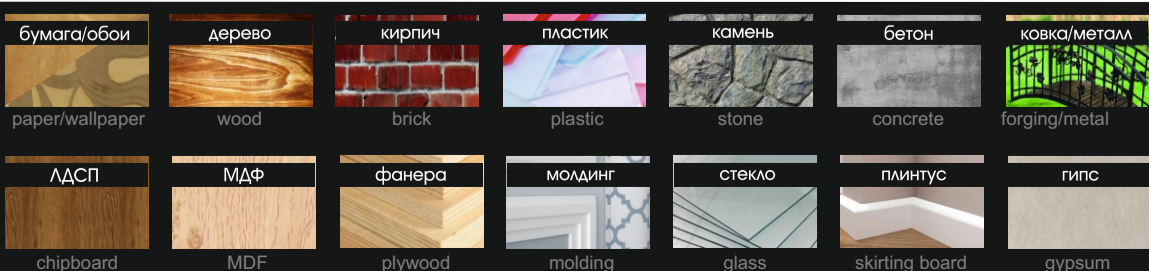 бумага/обои
дерево
кирпич
пластик
камень
бетон
ковка/металл
paper/wallpaper
wood
brick
plastic
stone
concrete
forging/metal
ЛДСП
МДФ
фанера
молдинг
стекло
плинтус
гипс
chipboard
MDF
plywood
molding
glass
skirting board
gypsum